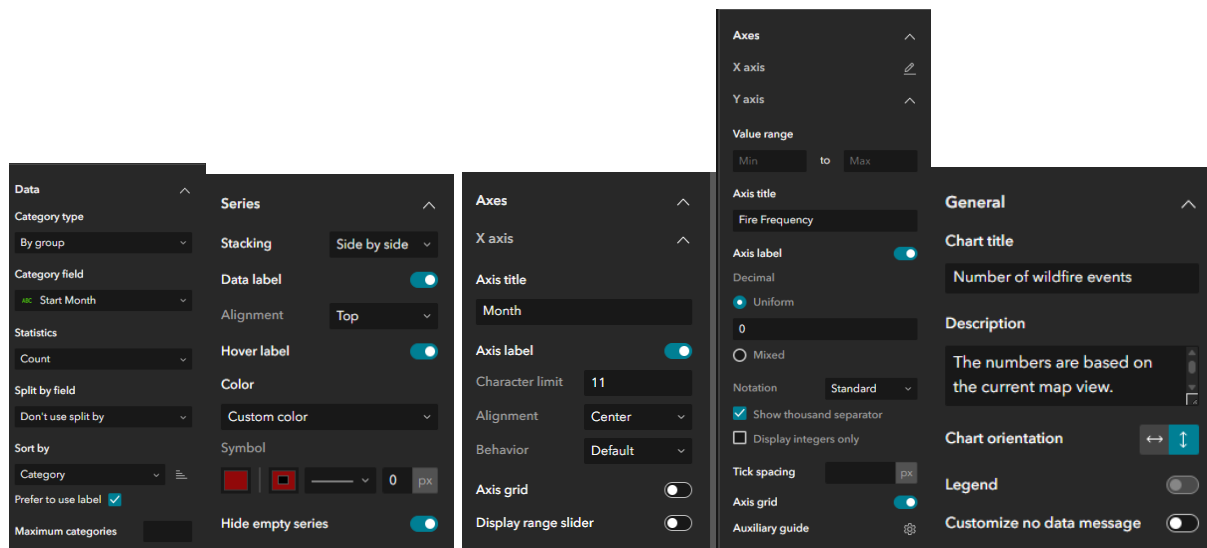 Data
Category type
By group
Category field
ABC Start Month
Statistics
Count
Split by field
Don't use split by
Sort by
Category
Prefer to use label
Maximum categories
Series
Stacking Side by side
Data label
Alignment Top
Hover label
Color
Custom color
Symbol
0 px
Hide empty series
Axes
X axis
Axis title
Month
Axis label
Character limit 11
Alignment Center
Behavior Default
Axis grid
Display range slider
Axes
X axis
Y axis
Value range
Min to Max
Axis title
Fire Frequency
Axis label
Decimal
Uniform
0
Mixed
Notation Standard
Show thousand separator
Display integers only
Tick spacing px
Axis grid
Auxiliary guide
General
Chart title
Number of wildfire events
Description
The numbers are based on
the current map view.
Chart orientation
Legend
Customize no data message